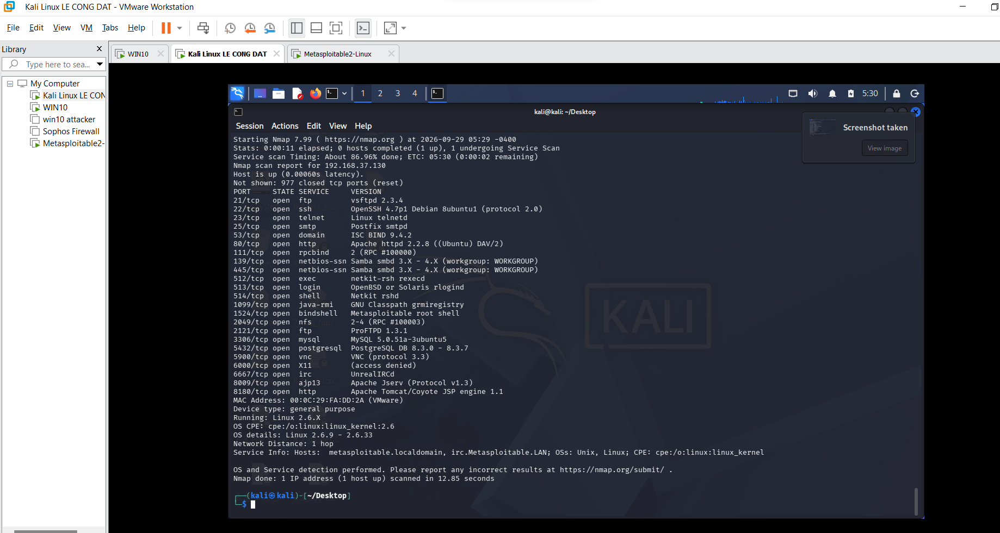 Kali Linux LE CONG DAT - VMware Workstation
File Edit View VM Tabs Help
Library
Type here to sea...
WIN10
Kali Linux LE CONG DAT
Metasploitable2-Linux
My Computer
Kali Linux LE CON
WIN10
win10 attacker
Sophos Firewall
Metasploitable2-
1 2 3 4
5:30
kali@kali: ~/Desktop
Session Actions Edit View Help
Screenshot taken
View image
Starting Nmap 7.99 ( https://nmap.org ) at 2026-09-29 05:29 -0400
Stats: 0:00:11 elapsed; 0 hosts completed (1 up), 1 undergoing Service Scan
Service scan Timing: About 86.96% done; ETC: 05:30 (0:00:02 remaining)
Nmap scan report for 192.168.37.130
Host is up (0.00060s latency).
Not shown: 977 closed tcp ports (reset)
PORT     STATE SERVICE     VERSION
21/tcp   open  ftp         vsftpd 2.3.4
22/tcp   open  ssh         OpenSSH 4.7p1 Debian 8ubuntu1 (protocol 2.0)
23/tcp   open  telnet      Linux telnetd
25/tcp   open  smtp        Postfix smtpd
53/tcp   open  domain      ISC BIND 9.4.2
80/tcp   open  http        Apache httpd 2.2.8 ((Ubuntu) DAV/2)
111/tcp  open  rpcbind     2 (RPC #100000)
139/tcp  open  netbios-ssn Samba smbd 3.X - 4.X (workgroup: WORKGROUP)
445/tcp  open  netbios-ssn Samba smbd 3.X - 4.X (workgroup: WORKGROUP)
512/tcp  open  exec        netkit-rsh rexecd
513/tcp  open  login       OpenBSD or Solaris rlogind
514/tcp  open  shell       Netkit rshd
1099/tcp open  java-rmi    GNU Classpath grmiregistry
1524/tcp open  bindshell   Metasploitable root shell
2049/tcp open  nfs         2-4 (RPC #100003)
2121/tcp open  ftp         ProFTPD 1.3.1
3306/tcp open  mysql       MySQL 5.0.51a-3ubuntu5
5432/tcp open  postgresql  PostgreSQL DB 8.3.0 - 8.3.7
5900/tcp open  vnc         VNC (protocol 3.3)
6000/tcp open  X11         (access denied)
6667/tcp open  irc         UnrealIRCd
8009/tcp open  ajp13       Apache Jserv (Protocol v1.3)
8180/tcp open  http        Apache Tomcat/Coyote JSP engine 1.1
MAC Address: 00:0C:29:FA:DD:2A (VMware)
Device type: general purpose
Running: Linux 2.6.X
OS CPE: cpe:/o:linux:linux_kernel:2.6
OS details: Linux 2.6.9 - 2.6.33
Network Distance: 1 hop
Service Info: Hosts:  metasploitable.localdomain, irc.Metasploitable.LAN; OSs: Unix, Linux; CPE: cpe:/o:linux:linux_kernel
OS and Service detection performed. Please report any incorrect results at https://nmap.org/submit/ .
Nmap done: 1 IP address (1 host up) scanned in 12.85 seconds
┌──(kali㉿kali)-[~/Desktop]
└─$
KALI